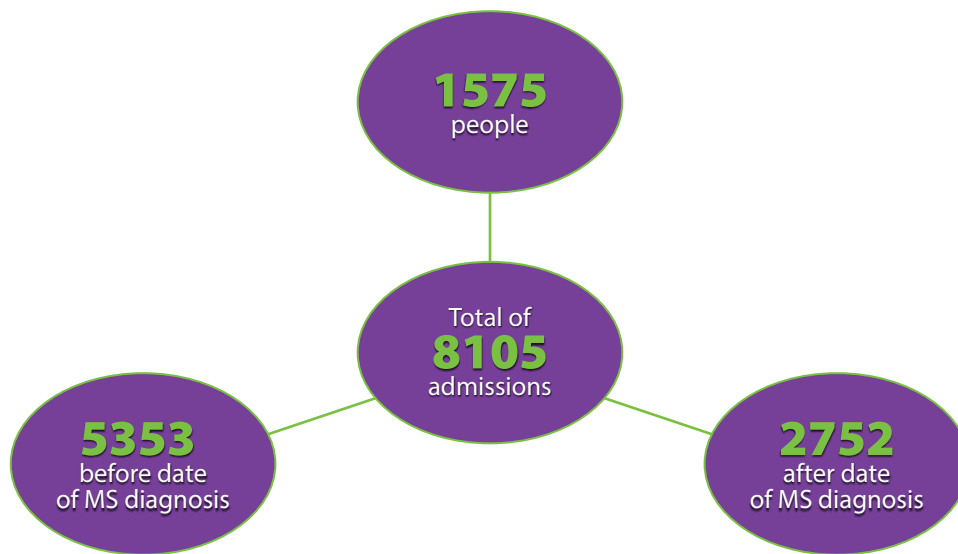 1575
people
Total of
8105
admissions
5353
before date
of MS diagnosis
2752
after date
of MS diagnosis